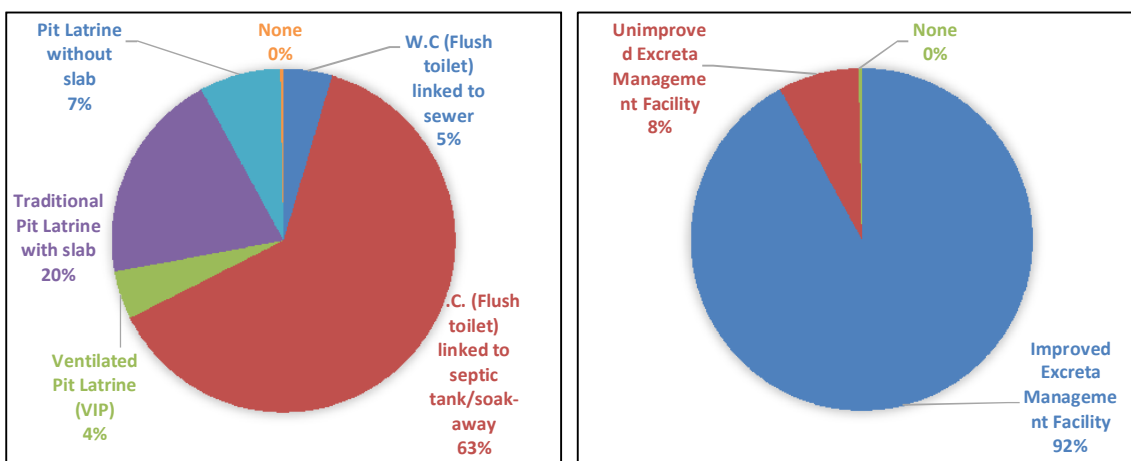 Pit Latrine
without
slab
7%
None
0%
W.C (Flush
toilet)
linked to
sewer
5%
Traditional
Pit Latrine
with slab
20%
Ventilated
Pit Latrine
(VIP)
4%
.C. (Flush
toilet)
linked to
septic
tank/soak-
away
63%
Unimprove
d Excreta
Manageme
nt Facility
8%
None
0%
Improved
Excreta
Manageme
nt Facility
92%